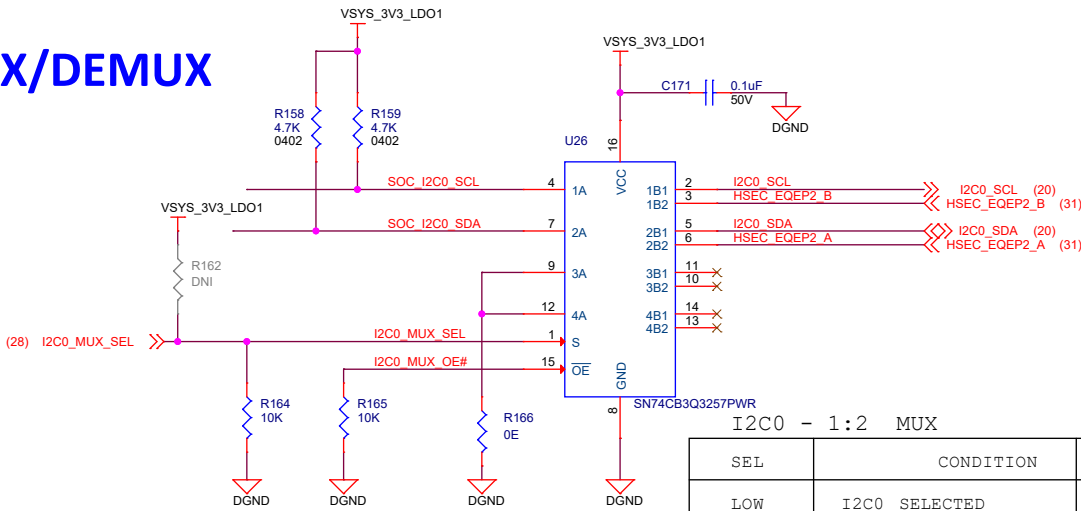 X/DEMUX
VSYS_3V3_LDO1
VSYS_3V3_LDO1
C171
0.1uF
50V
DGND
R158
4.7K
0402
R159
4.7K
0402
U26
16
VCC
SOC_I2C0_SCL
4
1A
1B1
2
I2C0_SCL
I2C0_SCL (20)
1B2
3
HSEC_EQEP2_B
HSEC_EQEP2_B (31)
VSYS_3V3_LDO1
SOC_I2C0_SDA
7
2A
2B1
5
I2C0_SDA
I2C0_SDA (20)
2B2
6
HSEC_EQEP2_A
HSEC_EQEP2_A (31)
R162
DNI
9
3A
3B1
11
3B2
10
12
4A
4B1
14
4B2
13
(28) I2C0_MUX_SEL
I2C0_MUX_SEL
1
S
I2C0_MUX_OE#
15
OE
GND
8
SN74CB3Q3257PWR
R164
10K
R165
10K
R166
0E
DGND
DGND
DGND
DGND
I2C0 - 1:2 MUX
SEL
CONDITION
LOW
I2C0 SELECTED